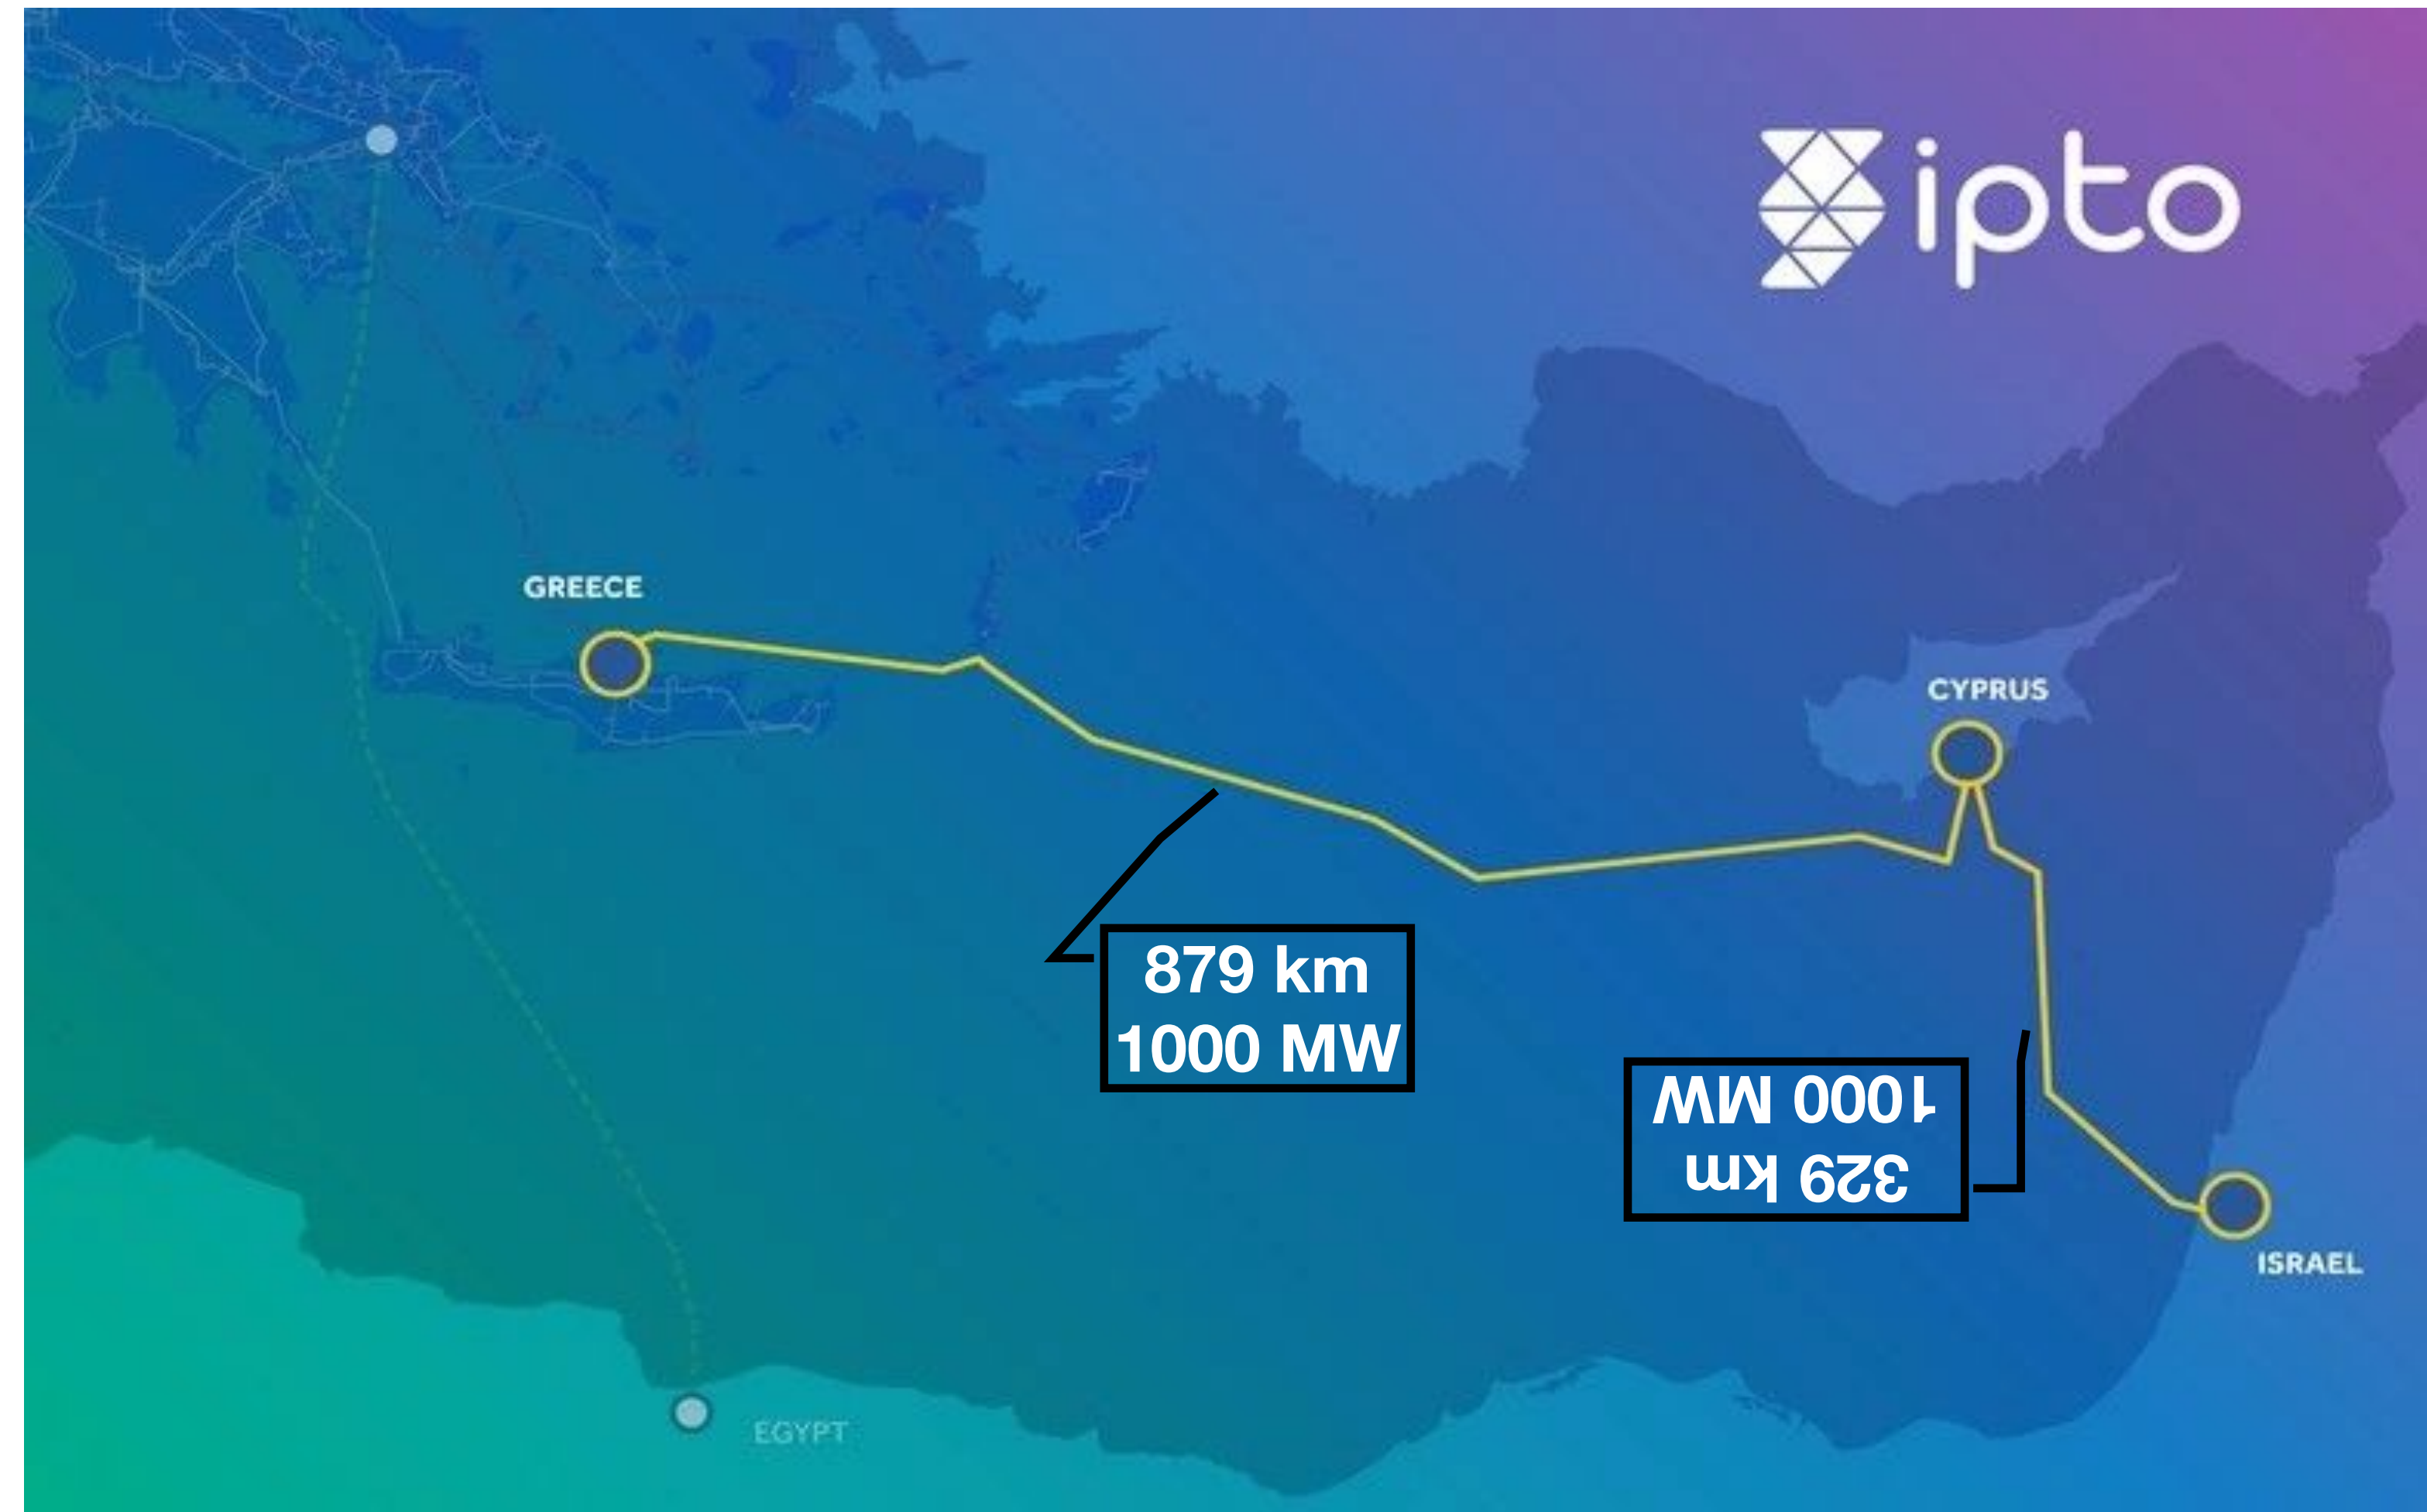 ipto
GREECE
CYPRUS
879 km
1000 MW
329 km
1000 MW
ISRAEL
EGYPT